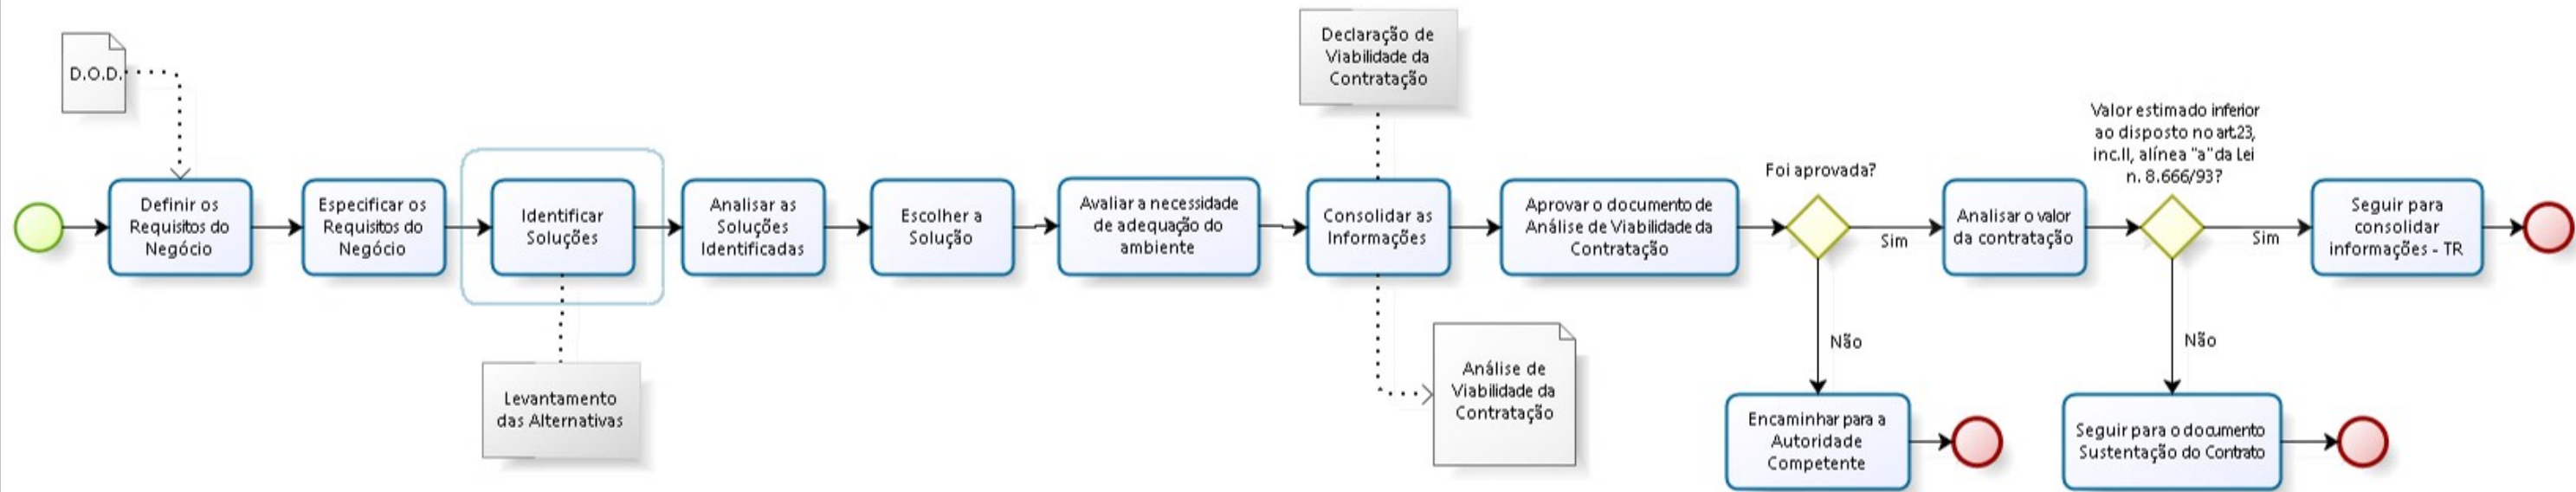 D.O.D.
Definir os
Requisitos do
Negócio
Especificar os
Requisitos do
Negócio
Identificar
Soluções
Levantamento
das Alternativas
Analisar as
Soluções
Identificadas
Escolher a
Solução
Avaliar a necessidade
de adequação do
ambiente
Declaração de
Viabilidade da
Contratação
Consolidar as
Informações
Análise de
Viabilidade da
Contratação
Aprovar o documento de
Análise de Viabilidade da
Contratação
Foi aprovada?
Sim
Não
Encaminhar para a
Autoridade
Competente
Analisar o valor
da contratação
Valor estimado inferior
ao disposto no art23,
inc.II, alínea "a" da Lei
n. 8.666/93?
Sim
Não
Seguir para o documento
Sustentação do Contrato
Seguir para
consolidar
informações - TR